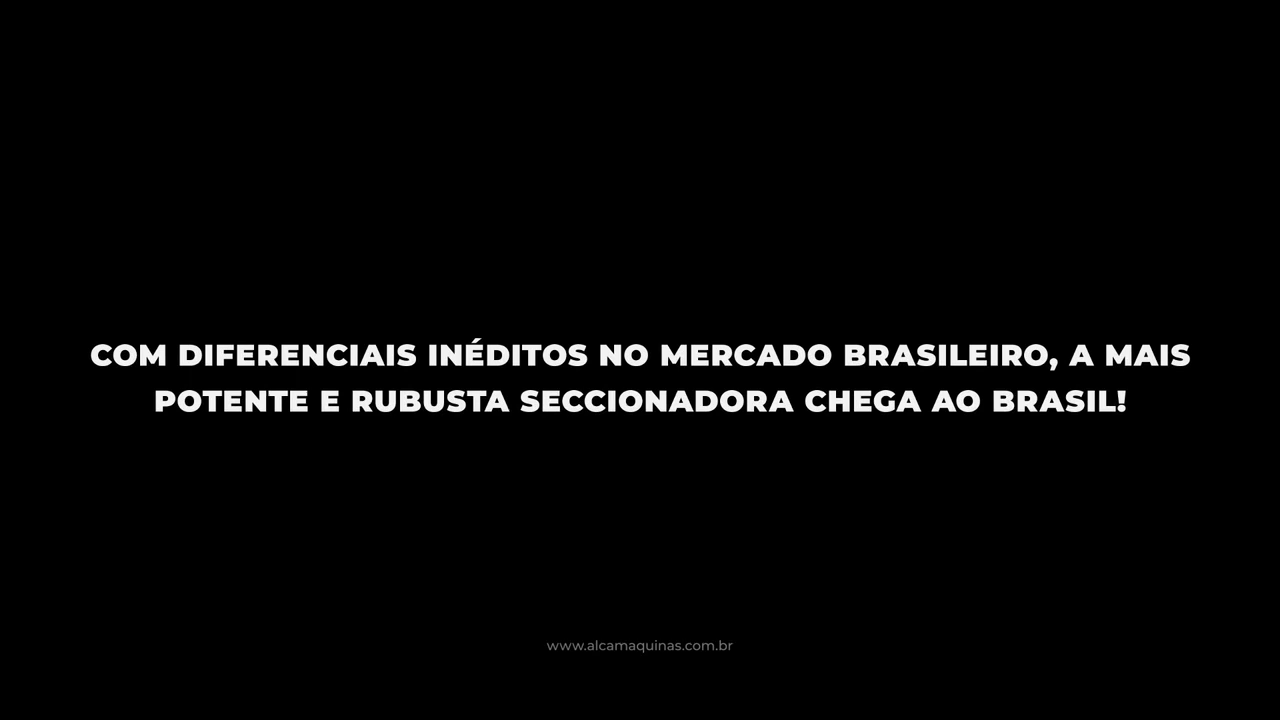 COM DIFERENCIAIS INÉDITOS NO MERCADO BRASILEIRO, A MAIS
POTENTE E RUBUSTA SECCIONADORA CHEGA AO BRASIL!
www.alcamaquinas.com.br